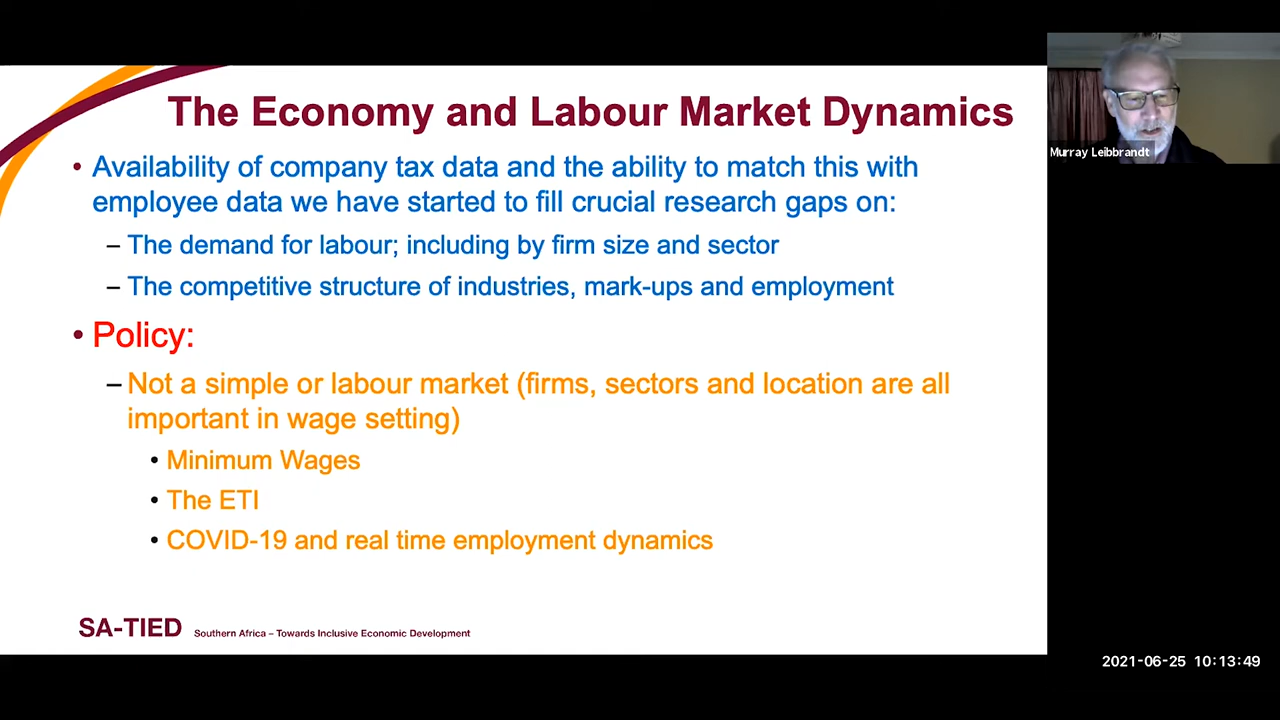 The Economy and Labour Market Dynamics
• Availability of company tax data and the ability to match this with
employee data we have started to fill crucial research gaps on:
– The demand for labour; including by firm size and sector
– The competitive structure of industries, mark-ups and employment
• Policy:
– Not a simple or labour market (firms, sectors and location are all
important in wage setting)
• Minimum Wages
• The ETI
• COVID-19 and real time employment dynamics
SA-TIED Southern Africa – Towards Inclusive Economic Development
Murray Leibbrandt
2021-06-25 10:13:49